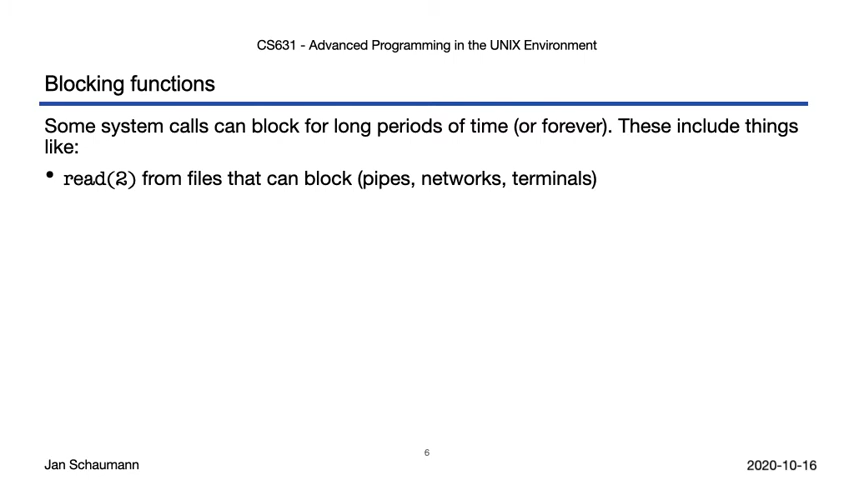 CS631 - Advanced Programming in the UNIX Environment
Blocking functions
Some system calls can block for long periods of time (or forever). These include things
like:
• read(2) from files that can block (pipes, networks, terminals)
6
Jan Schaumann
2020-10-16